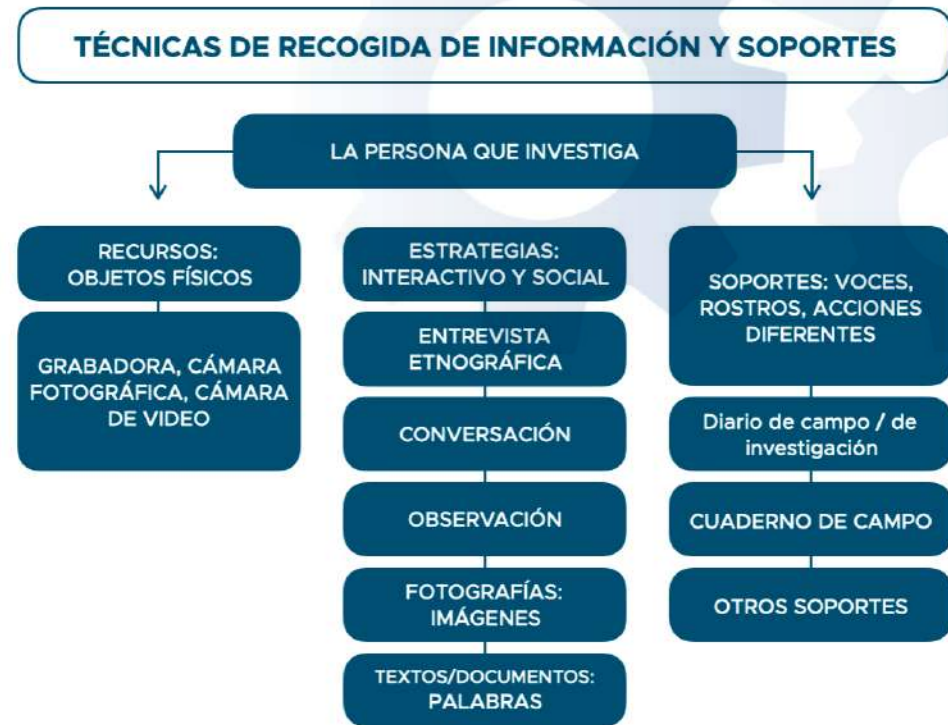 TÉCNICAS DE RECOGIDA DE INFORMACIÓN Y SOPORTES
LA PERSONA QUE INVESTIGA
RECURSOS:
OBJETOS FÍSICOS
GRABADORA, CÁMARA
FOTOGRÁFICA, CÁMARA
DE VIDEO
ESTRATEGIAS:
INTERACTIVO Y SOCIAL
ENTREVISTA
ETNOGRÁFICA
CONVERSACIÓN
OBSERVACIÓN
FOTOGRAFÍAS:
IMÁGENES
TEXTOS/DOCUMENTOS:
PALABRAS
SOPORTES: VOCES,
ROSTROS, ACCIONES
DIFERENTES
Diario de campo / de
investigación
CUADERNO DE CAMPO
OTROS SOPORTES